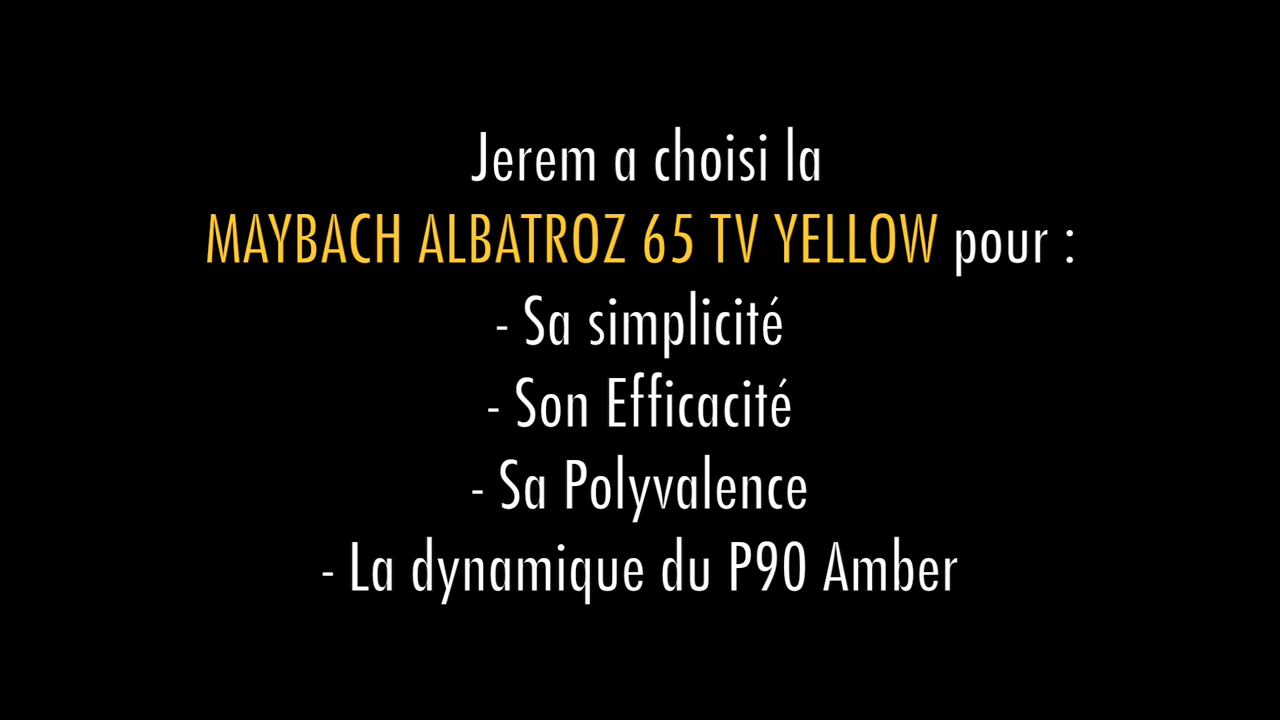 Jerem a choisi la
MAYBACH ALBATROZ 65 TV YELLOW pour :
- Sa simplicité
- Son Efficacité
- Sa Polyvalence
- La dynamique du P90 Amber